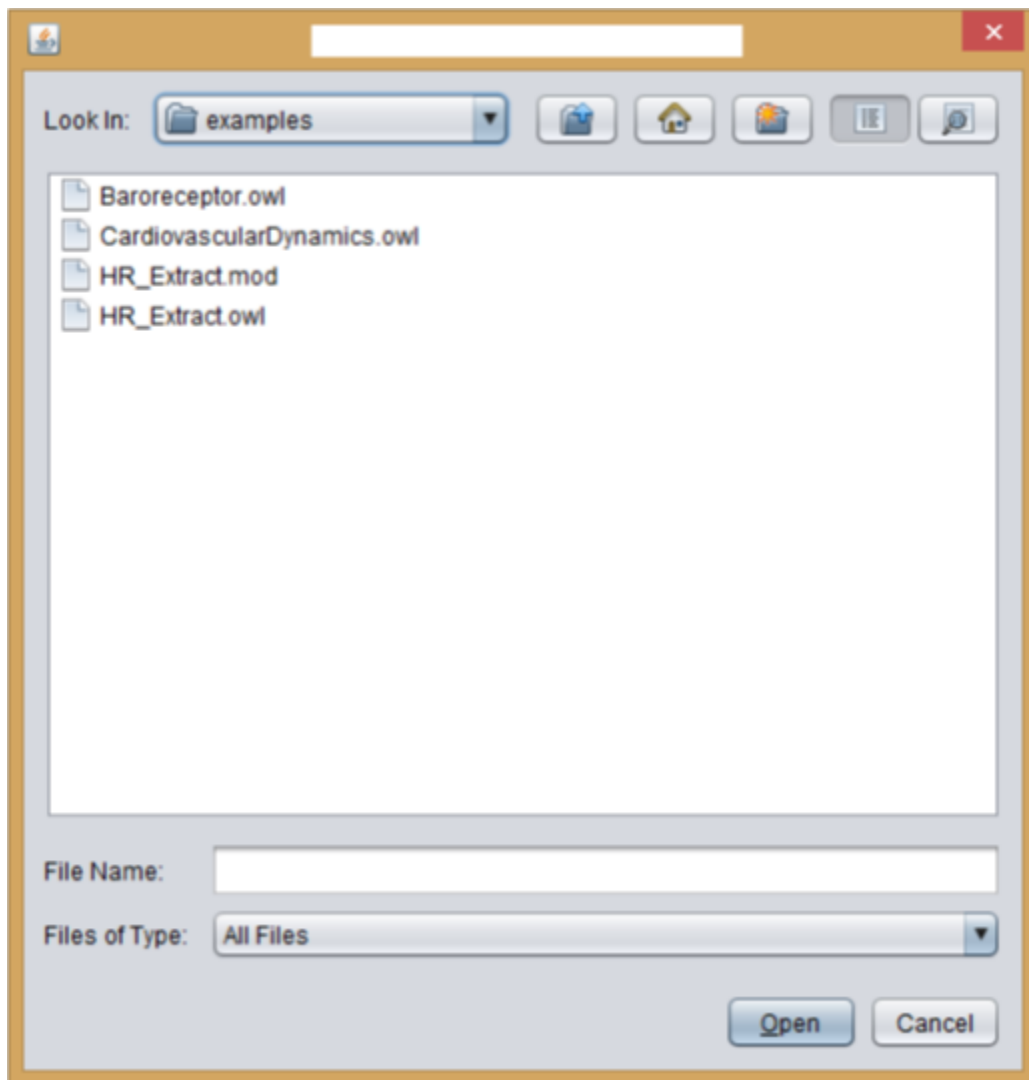 Look In: examples
Baroreceptor.owl
CardiovascularDynamics.owl
HR_Extract.mod
HR_Extract.owl
File Name:
Files of Type: All Files
Open Cancel